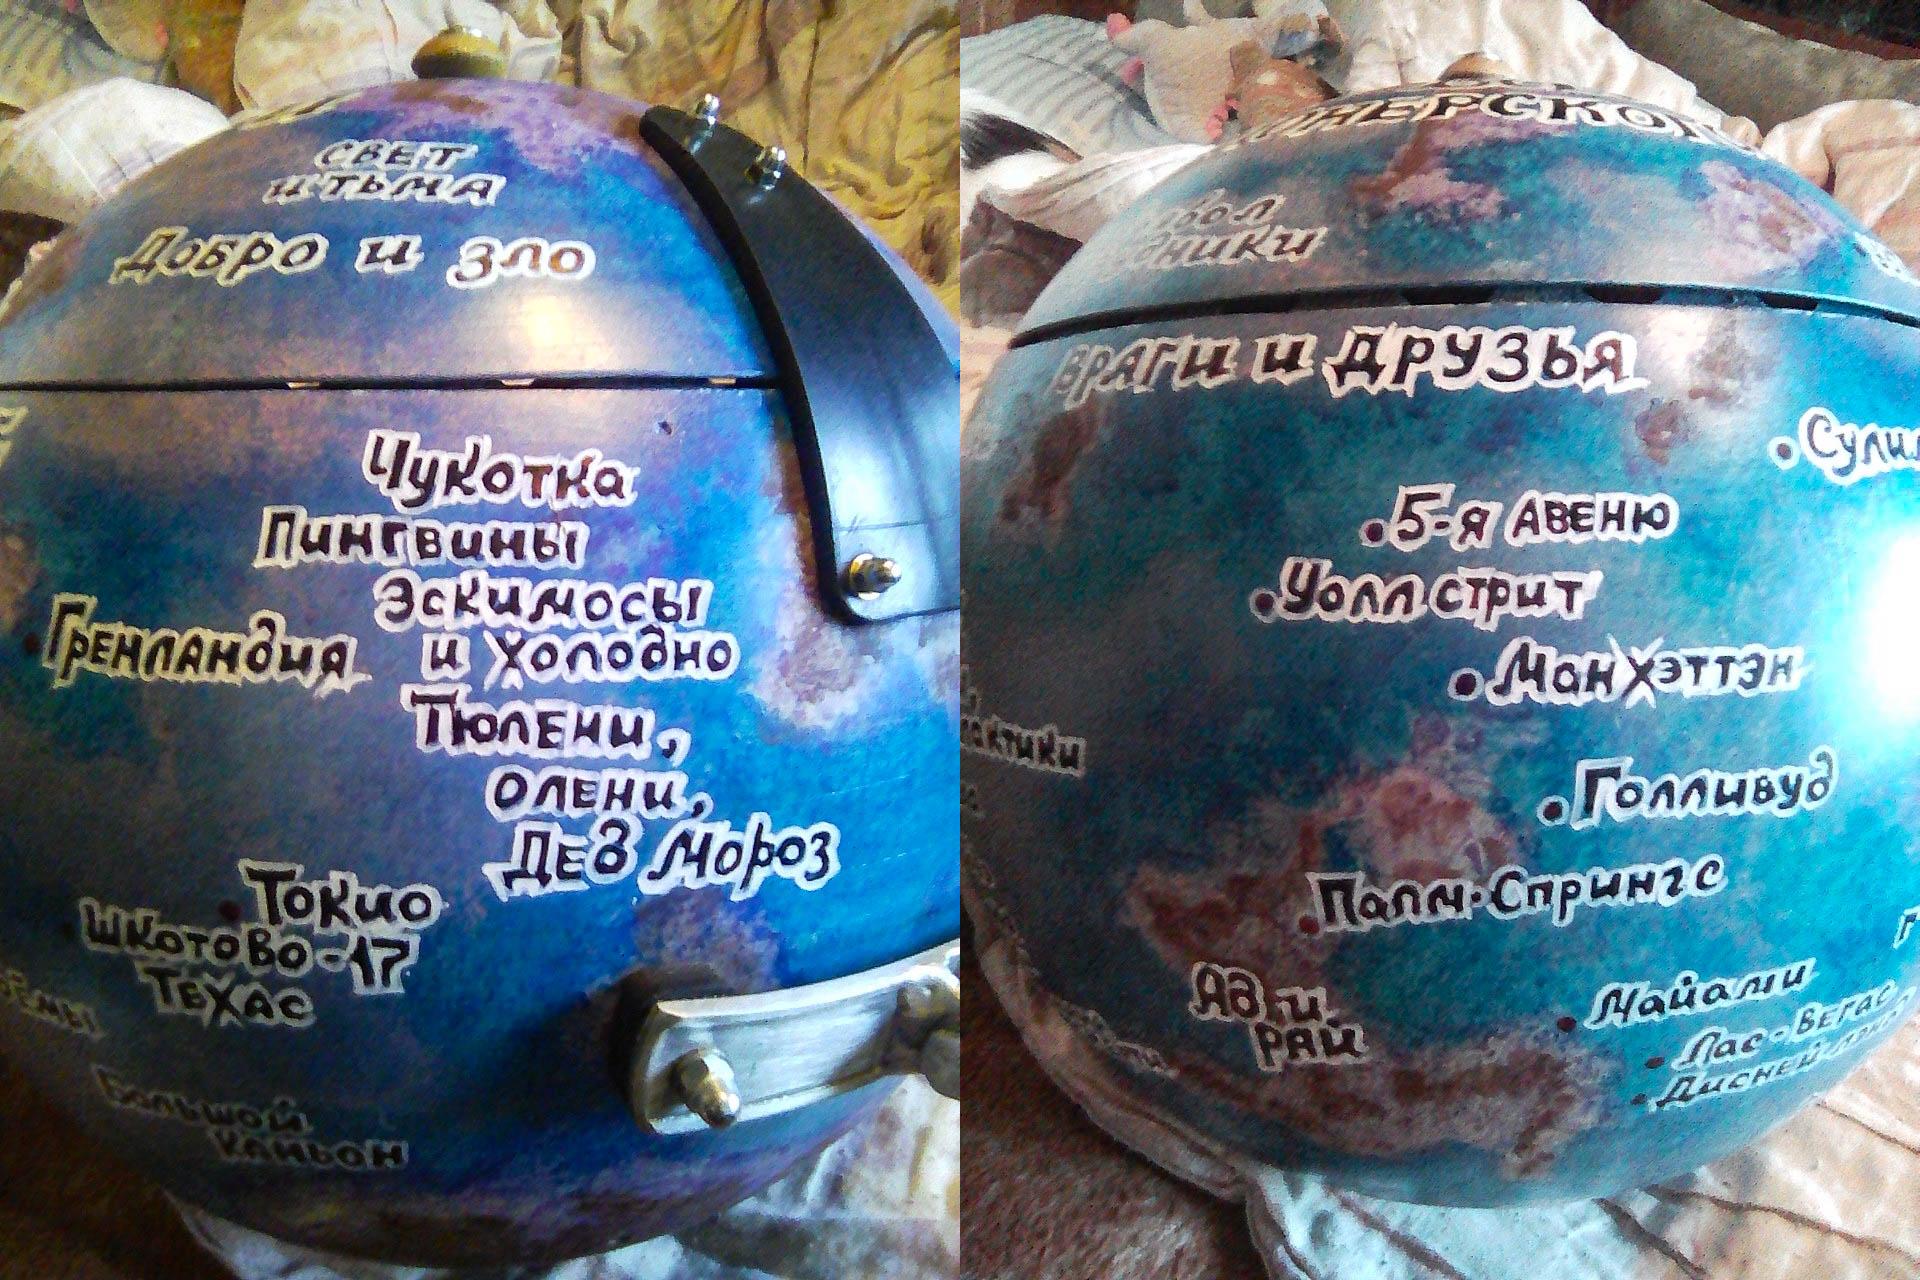 СВЕТ
И ТЬМА
Добро и зло
Чукотка
Пингвины
Эскимосы
и Холодно
Гренландия
Тюлени,
олени,
Дед Мороз
Токио
Шкотово-17
Техас
Большой
каньон
ВРАГИ И ДРУЗЬЯ
5-я АВЕНЮ
Уолл стрит
Манхэттэн
Голливуд
Палм-Спрингс
Ад и
РАЙ
Майами
Лас-Вегас